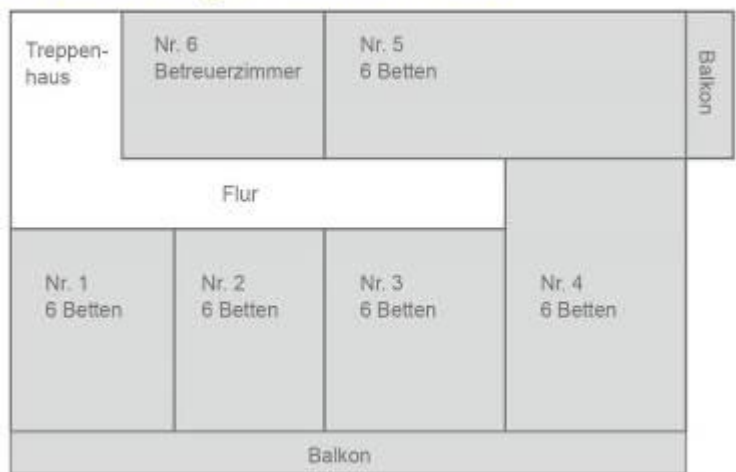 Treppen-
haus
Nr. 6
Betreuerzimmer
Nr. 5
6 Betten
Balkon
Flur
Nr. 1
6 Betten
Nr. 2
6 Betten
Nr. 3
6 Betten
Nr. 4
6 Betten
Balkon